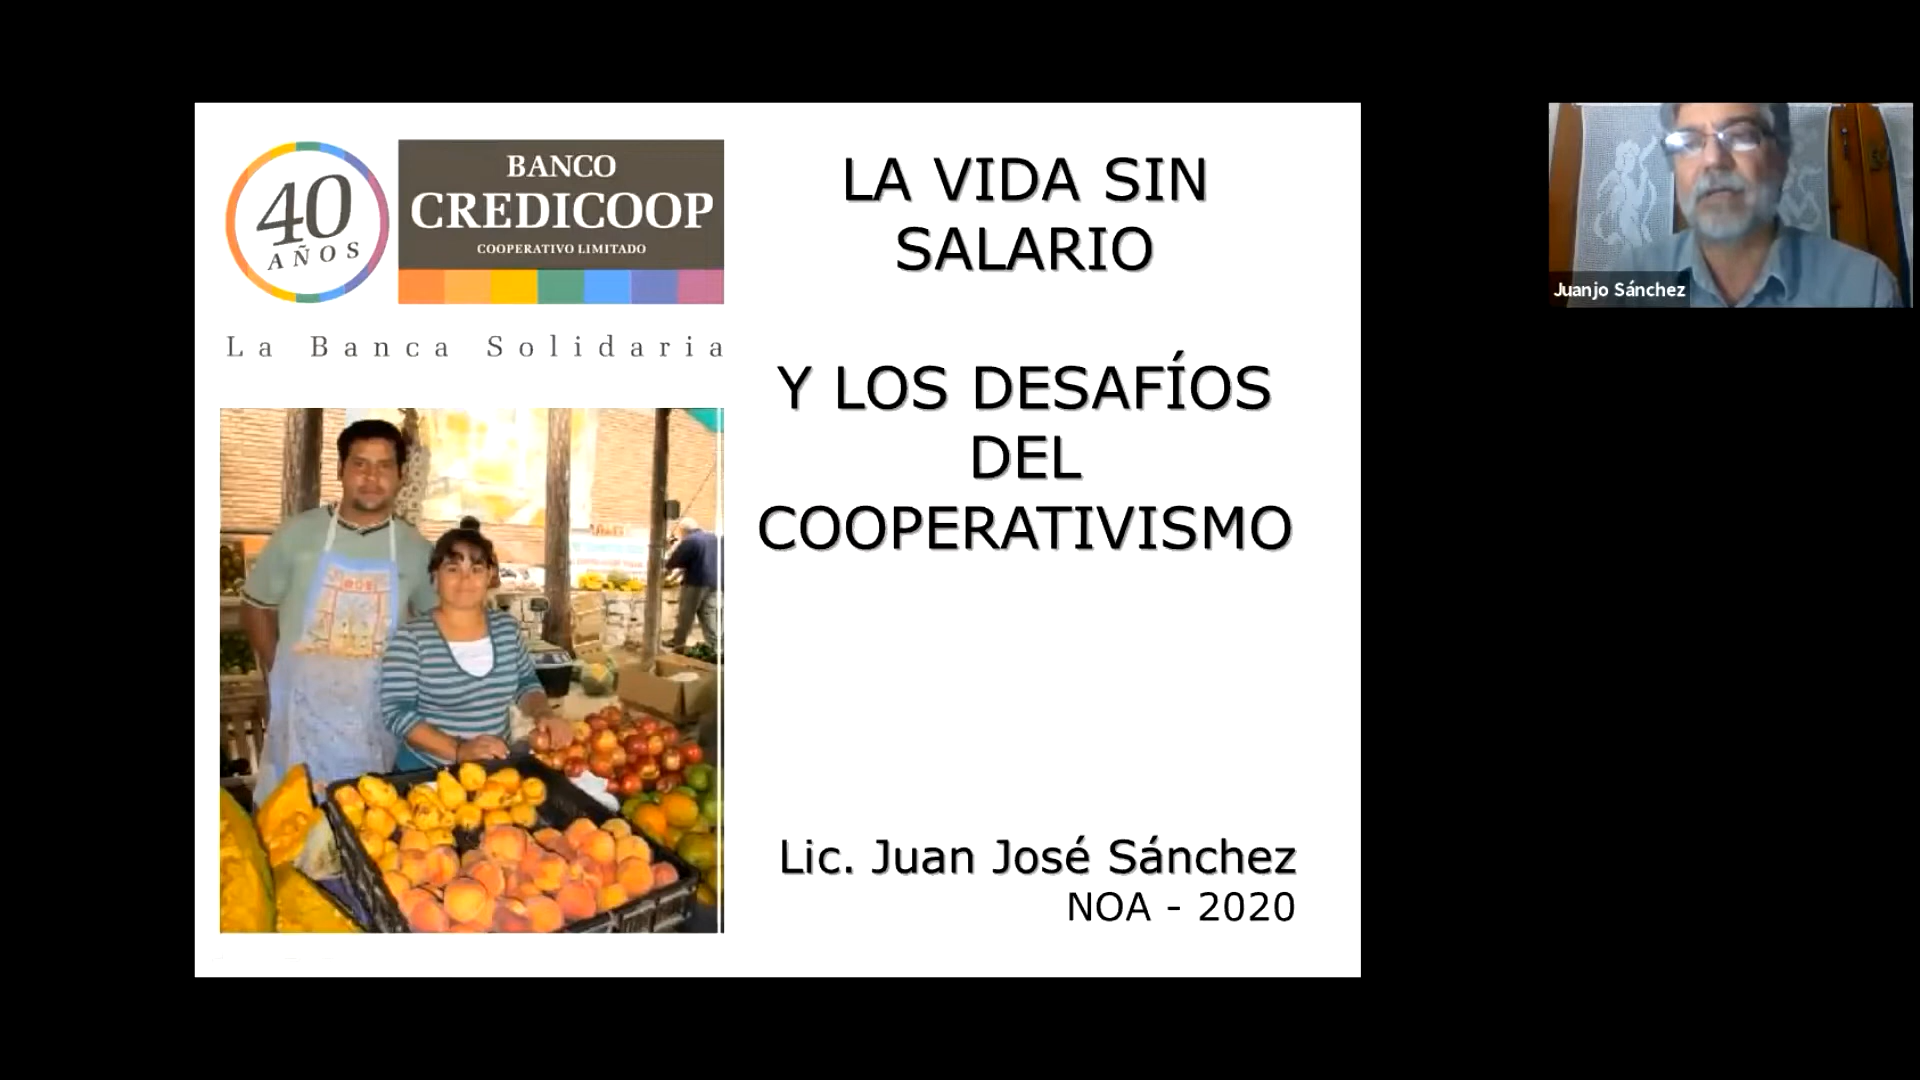 40
AÑOS
BANCO
CREDICOOP
COOPERATIVO LIMITADO
La Banca Solidaria
LA VIDA SIN
SALARIO
Y LOS DESAFÍOS
DEL
COOPERATIVISMO
Lic. Juan José Sánchez
NOA - 2020
Juanjo Sánchez